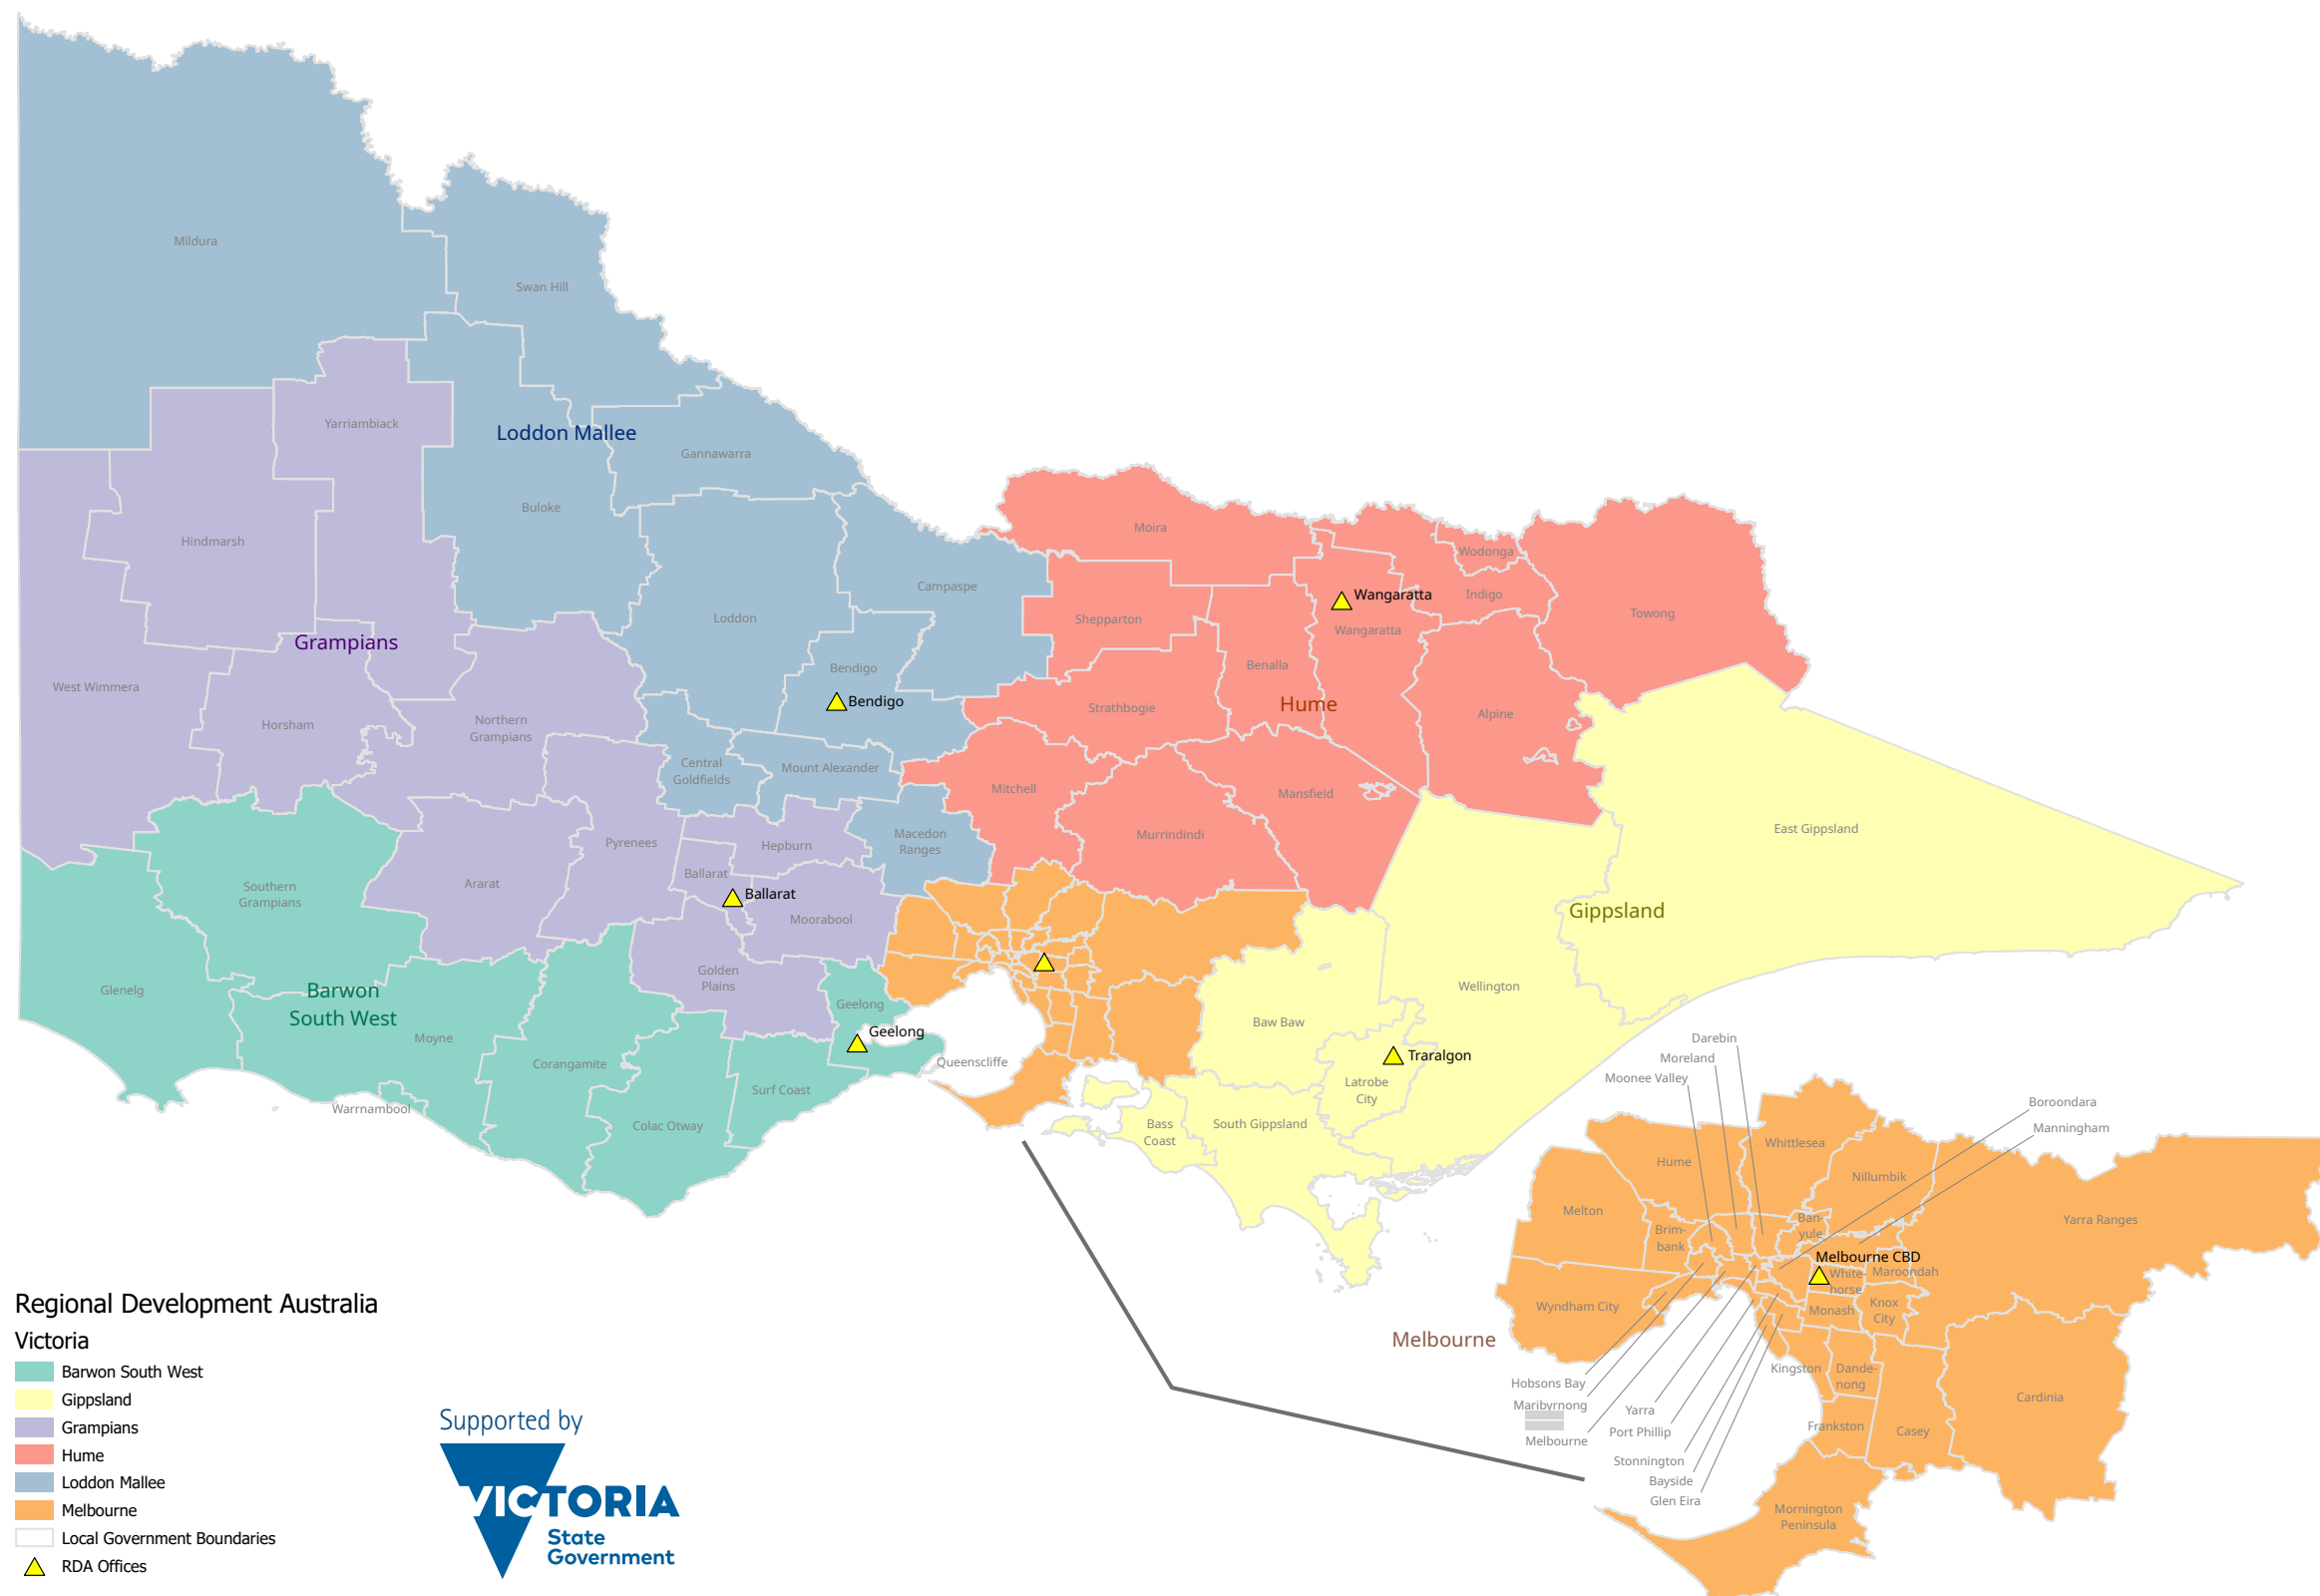 Mildura
Swan Hill
Yarriambiack
Loddon Mallee
Gannawarra
Buloke
Hindmarsh
Moira
Wodonga
Campaspe
Wangaratta
Indigo
Loddon
Shepparton
Wangaratta
Towong
Grampians
Bendigo
Benalla
West Wimmera
Bendigo
Strathbogie
Hume
Alpine
Horsham
Northern
Grampians
Central
Goldfields
Mount Alexander
Mitchell
Mansfield
Murrindindi
East Gippsland
Macedon
Ranges
Pyrenees
Hepburn
Ballarat
Ararat
Southern
Grampians
Ballarat
Moorabool
Gippsland
Golden
Plains
Glenelg
Barwon
South West
Geelong
Wellington
Geelong
Baw Baw
Moyne
Corangamite
Queenscliffe
Traralgon
Surf Coast
Latrobe
City
Warrnambool
Colac Otway
Bass
Coast
South Gippsland
Darebin
Moreland
Moonee Valley
Boroondara
Manningham
Whittlesea
Hume
Nillumbik
Melton
Brim-
bank
Ban-
yule
Yarra Ranges
Melbourne CBD
White-
horse
Maroondah
Wyndham City
Monash
Knox
City
Melbourne
Kingston
Dande-
nong
Cardinia
Hobsons Bay
Maribyrnong
Melbourne
Yarra
Port Phillip
Stonnington
Bayside
Glen Eira
Frankston
Casey
Mornington
Peninsula
Regional Development Australia
Victoria
Barwon South West
Gippsland
Grampians
Hume
Loddon Mallee
Melbourne
Local Government Boundaries
RDA Offices
Supported by
VICTORIA
State
Government